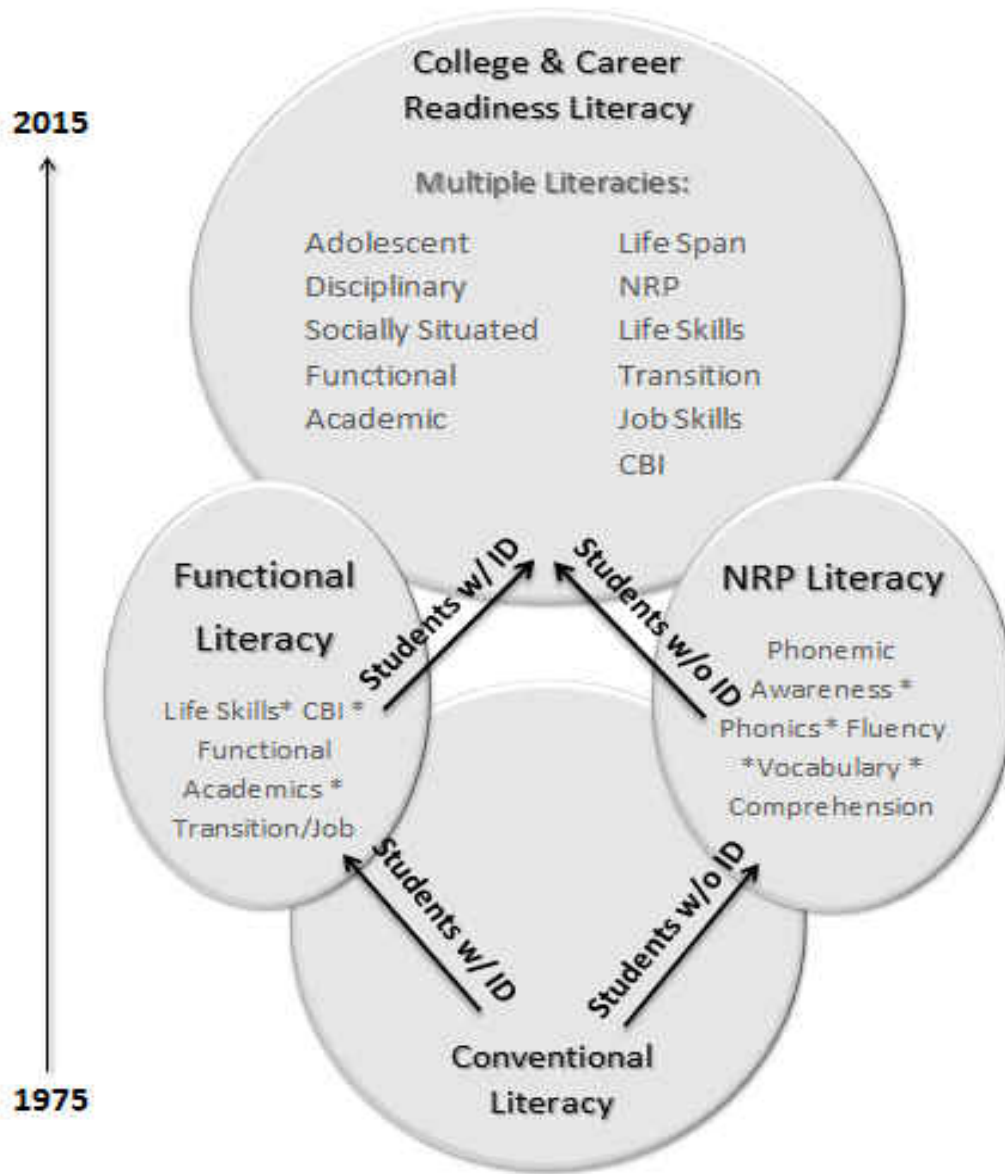 College & Career
Readiness Literacy
2015
Multiple Literacies:
Adolescent
Disciplinary
Socially Situated
Functional
Academic
Life Span
NRP
Life Skills
Transition
Job Skills
CBI
Functional
Literacy
Life Skills* CBI *
Functional
Academics *
Transition/Job
Students w/ ID
Students w/o ID
NRP Literacy
Phonemic
Awareness *
Phonics * Fluency
*Vocabulary *
Comprehension
Students w/ ID
Students w/o ID
Conventional
Literacy
1975